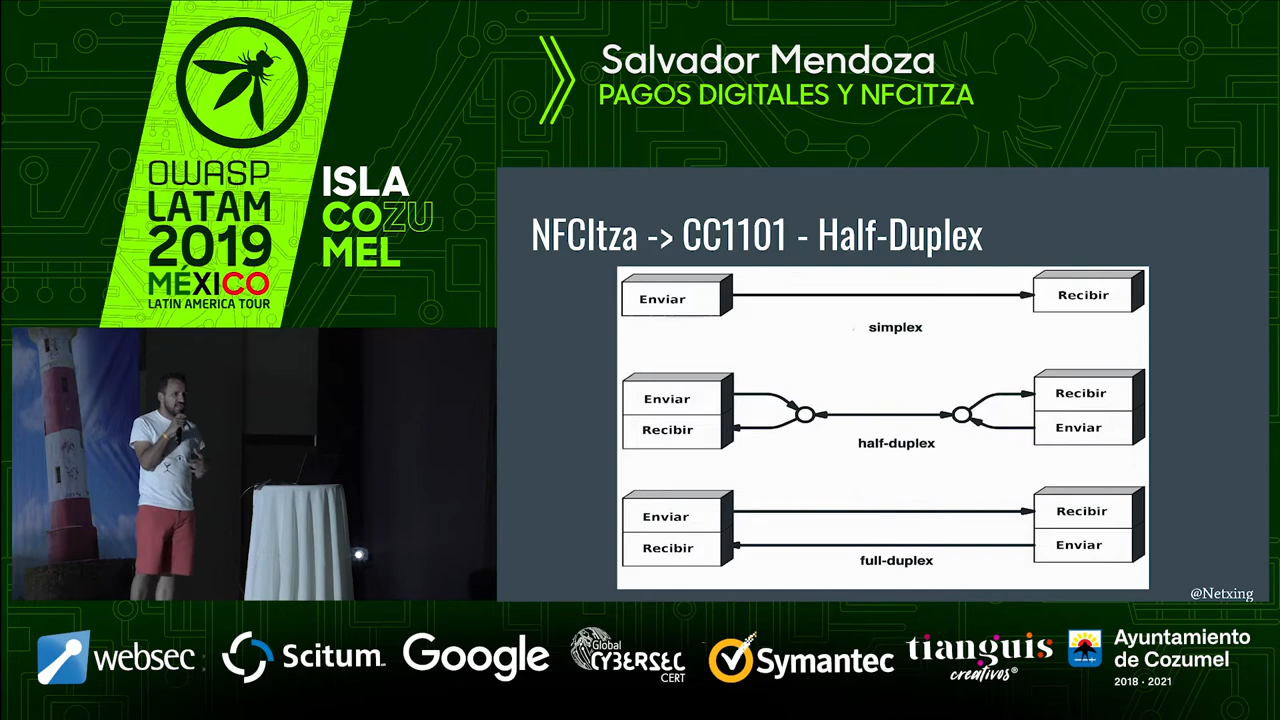 OWASP
LATAM
2019
MÉXICO
LATIN AMERICA TOUR
ISLA
COZU
MEL
Salvador Mendoza
PAGOS DIGITALES Y NFCITZA
NFCItza -> CC1101 - Half-Duplex
Enviar
Recibir
simplex
Enviar
Recibir
Recibir
Enviar
half-duplex
Enviar
Recibir
Recibir
Enviar
full-duplex
@Netxing
websec
Scitum
Google
Global
CYBERSEC
CERT
Symantec
tianguis
creativos®
Ayuntamiento
de Cozumel
2018 - 2021